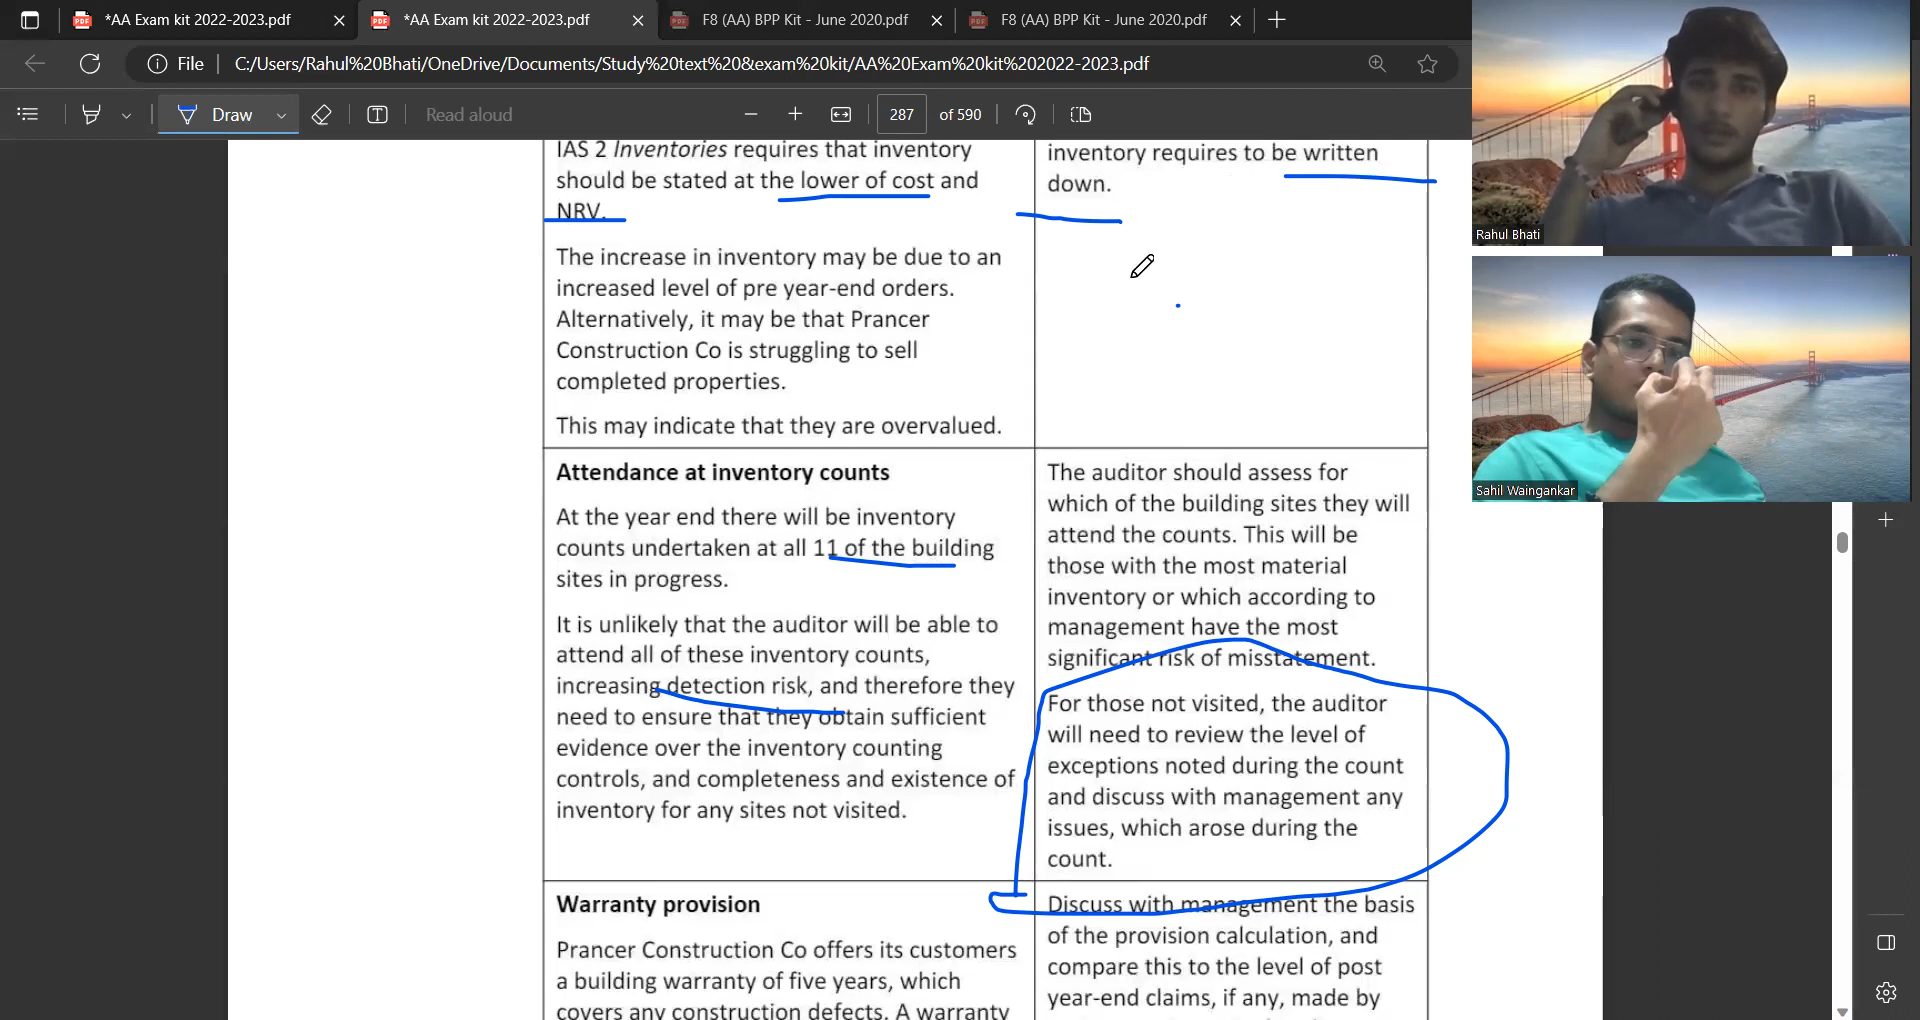 *AA Exam kit 2022-2023.pdf
*AA Exam kit 2022-2023.pdf
F8 (AA) BPP Kit - June 2020.pdf
F8 (AA) BPP Kit - June 2020.pdf
File
C:/Users/Rahul%20Bhati/OneDrive/Documents/Study%20text%20&exam%20kit/AA%20Exam%20kit%202022-2023.pdf
Draw
Read aloud
287
of 590
IAS 2 Inventories requires that inventory
should be stated at the lower of cost and
NRV.
The increase in inventory may be due to an
increased level of pre year-end orders.
Alternatively, it may be that Prancer
Construction Co is struggling to sell
completed properties.
This may indicate that they are overvalued.
inventory requires to be written
down.
Attendance at inventory counts
At the year end there will be inventory
counts undertaken at all 11 of the building
sites in progress.
It is unlikely that the auditor will be able to
attend all of these inventory counts,
increasing detection risk, and therefore they
need to ensure that they obtain sufficient
evidence over the inventory counting
controls, and completeness and existence of
inventory for any sites not visited.
The auditor should assess for
which of the building sites they will
attend the counts. This will be
those with the most material
inventory or which according to
management have the most
significant risk of misstatement.
For those not visited, the auditor
will need to review the level of
exceptions noted during the count
and discuss with management any
issues, which arose during the
count.
Warranty provision
Prancer Construction Co offers its customers
a building warranty of five years, which
covers any construction defects. A warranty
Discuss with management the basis
of the provision calculation, and
compare this to the level of post
year-end claims, if any, made by
Rahul Bhati
Sahil Waingankar